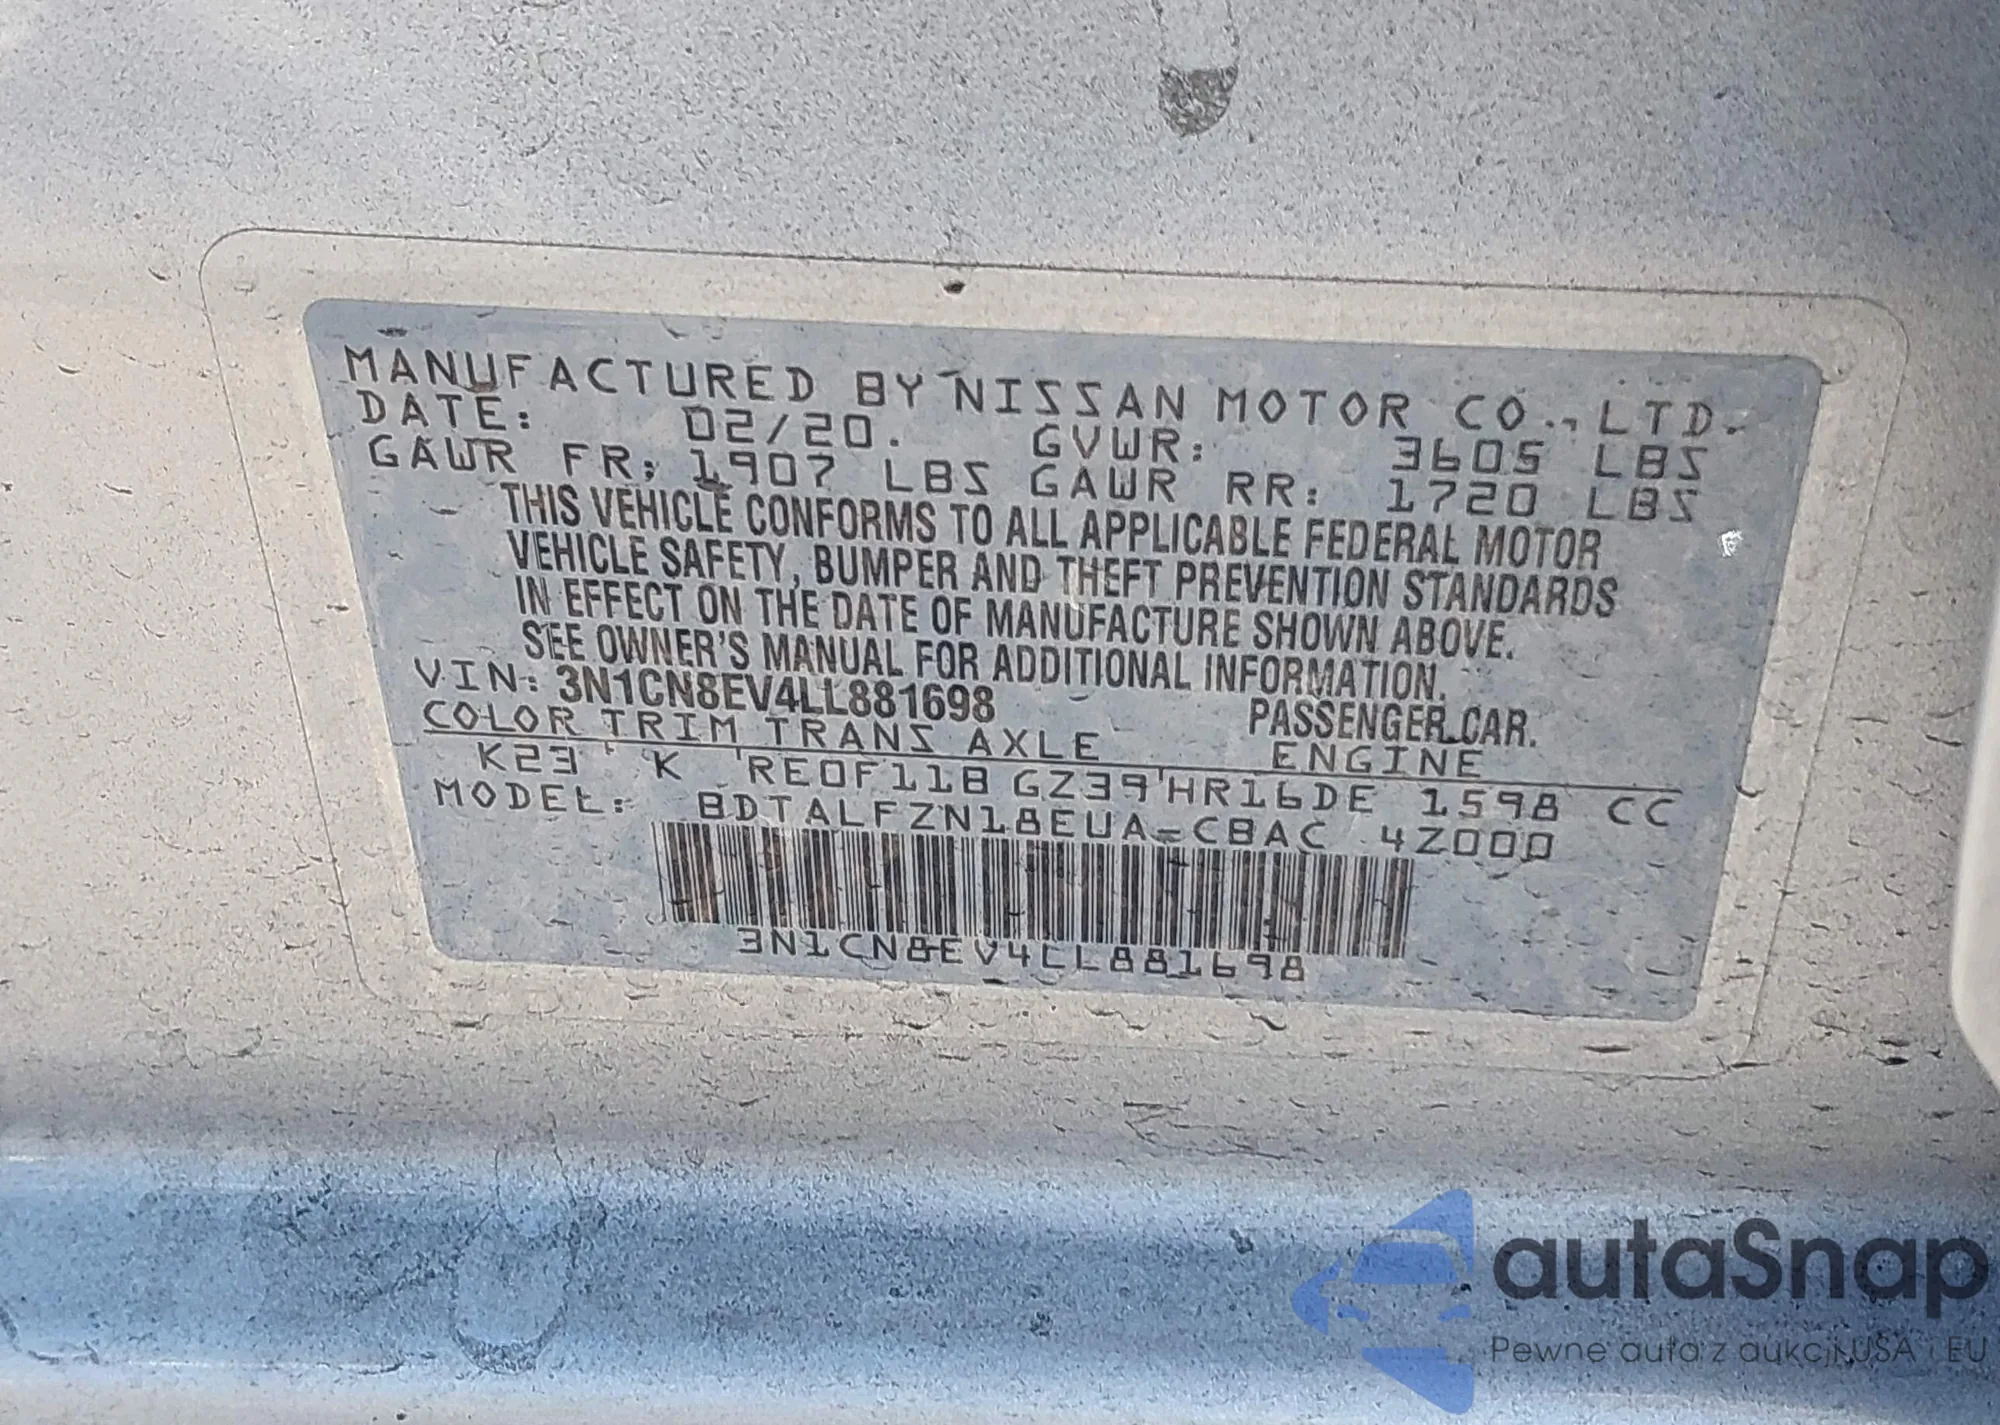 MANUFACTURED BY NISSAN MOTOR CO., LTD.
DATE: 02/20. GVWR: 3605 LBS
GAWR FR: 1907 LBS GAWR RR: 1720 LBS
THIS VEHICLE CONFORMS TO ALL APPLICABLE FEDERAL MOTOR
VEHICLE SAFETY, BUMPER AND THEFT PREVENTION STANDARDS
IN EFFECT ON THE DATE OF MANUFACTURE SHOWN ABOVE.
SEE OWNER'S MANUAL FOR ADDITIONAL INFORMATION.
VIN: 3N1CN8EV4LL881698 PASSENGER CAR.
COLOR TRIM TRANS AXLE ENGINE
K23 K RE0F11B GZ39 HR16DE 1598 CC
MODEL: BDTALFZN18EUA-CBAC 4Z000
3N1CN8EV4LL881698
autaSnap
Pewne auta z aukcji USA i EU